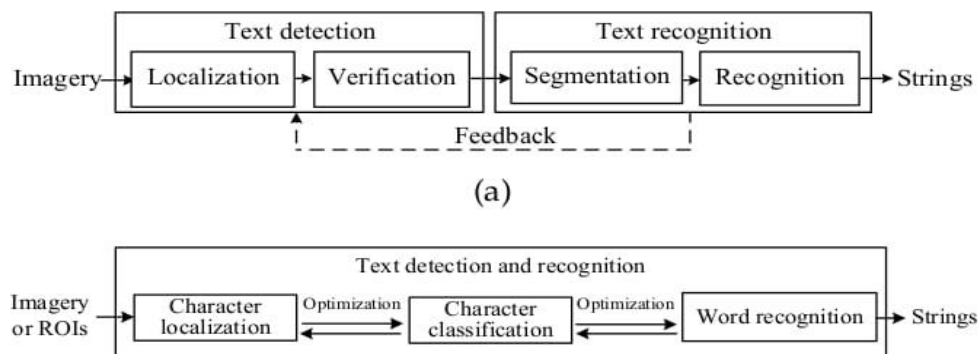 Text detection
Text recognition
Imagery
Localization
Verification
Segmentation
Recognition
Strings
Feedback
(a)
Text detection and recognition
Imagery
or ROIs
Character
localization
Optimization
Character
classification
Optimization
Word recognition
Strings